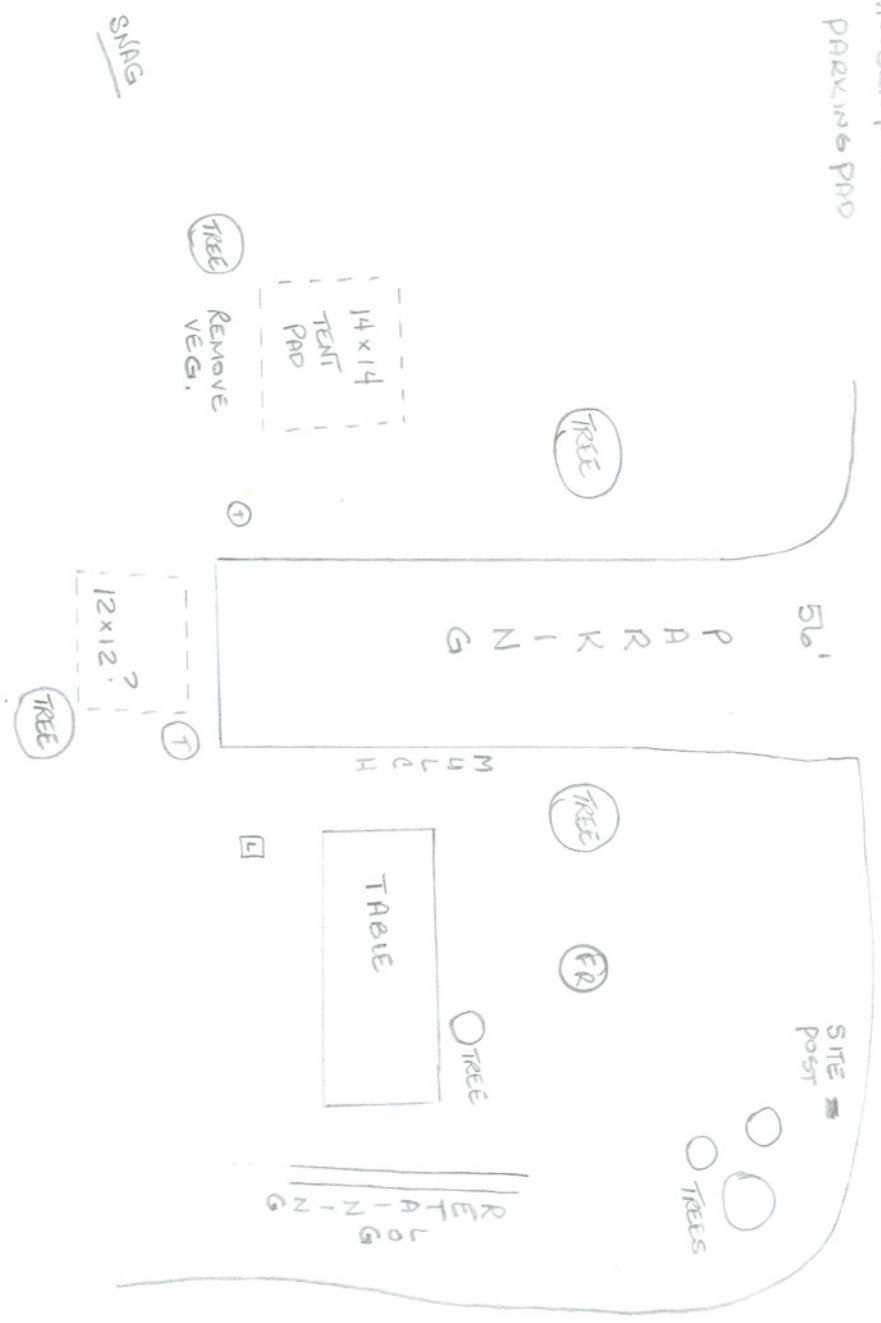 PARKING PAD
56'
SITE
POST
TREES
PARKING
TREE
TREE
FR
TREE
RETAINING
LOG
MULCH
14 x 14
TENT
PAD
TABLE
T
L
TREE
REMOVE
VEG.
T
12 x 12 ?
SNAG
TREE